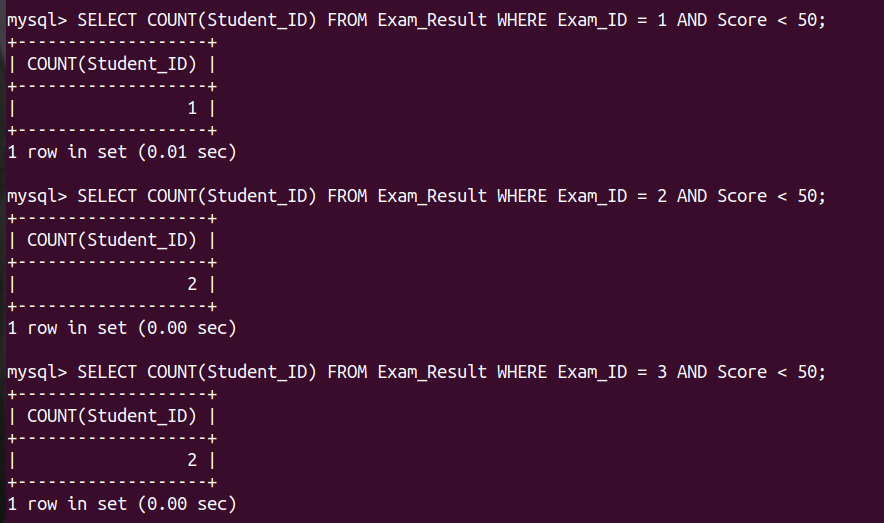 mysql> SELECT COUNT(Student_ID) FROM Exam_Result WHERE Exam_ID = 1 AND Score < 50;
+-------------------+
| COUNT(Student_ID) |
+-------------------+
|                 1 |
+-------------------+
1 row in set (0.01 sec)

mysql> SELECT COUNT(Student_ID) FROM Exam_Result WHERE Exam_ID = 2 AND Score < 50;
+-------------------+
| COUNT(Student_ID) |
+-------------------+
|                 2 |
+-------------------+
1 row in set (0.00 sec)

mysql> SELECT COUNT(Student_ID) FROM Exam_Result WHERE Exam_ID = 3 AND Score < 50;
+-------------------+
| COUNT(Student_ID) |
+-------------------+
|                 2 |
+-------------------+
1 row in set (0.00 sec)